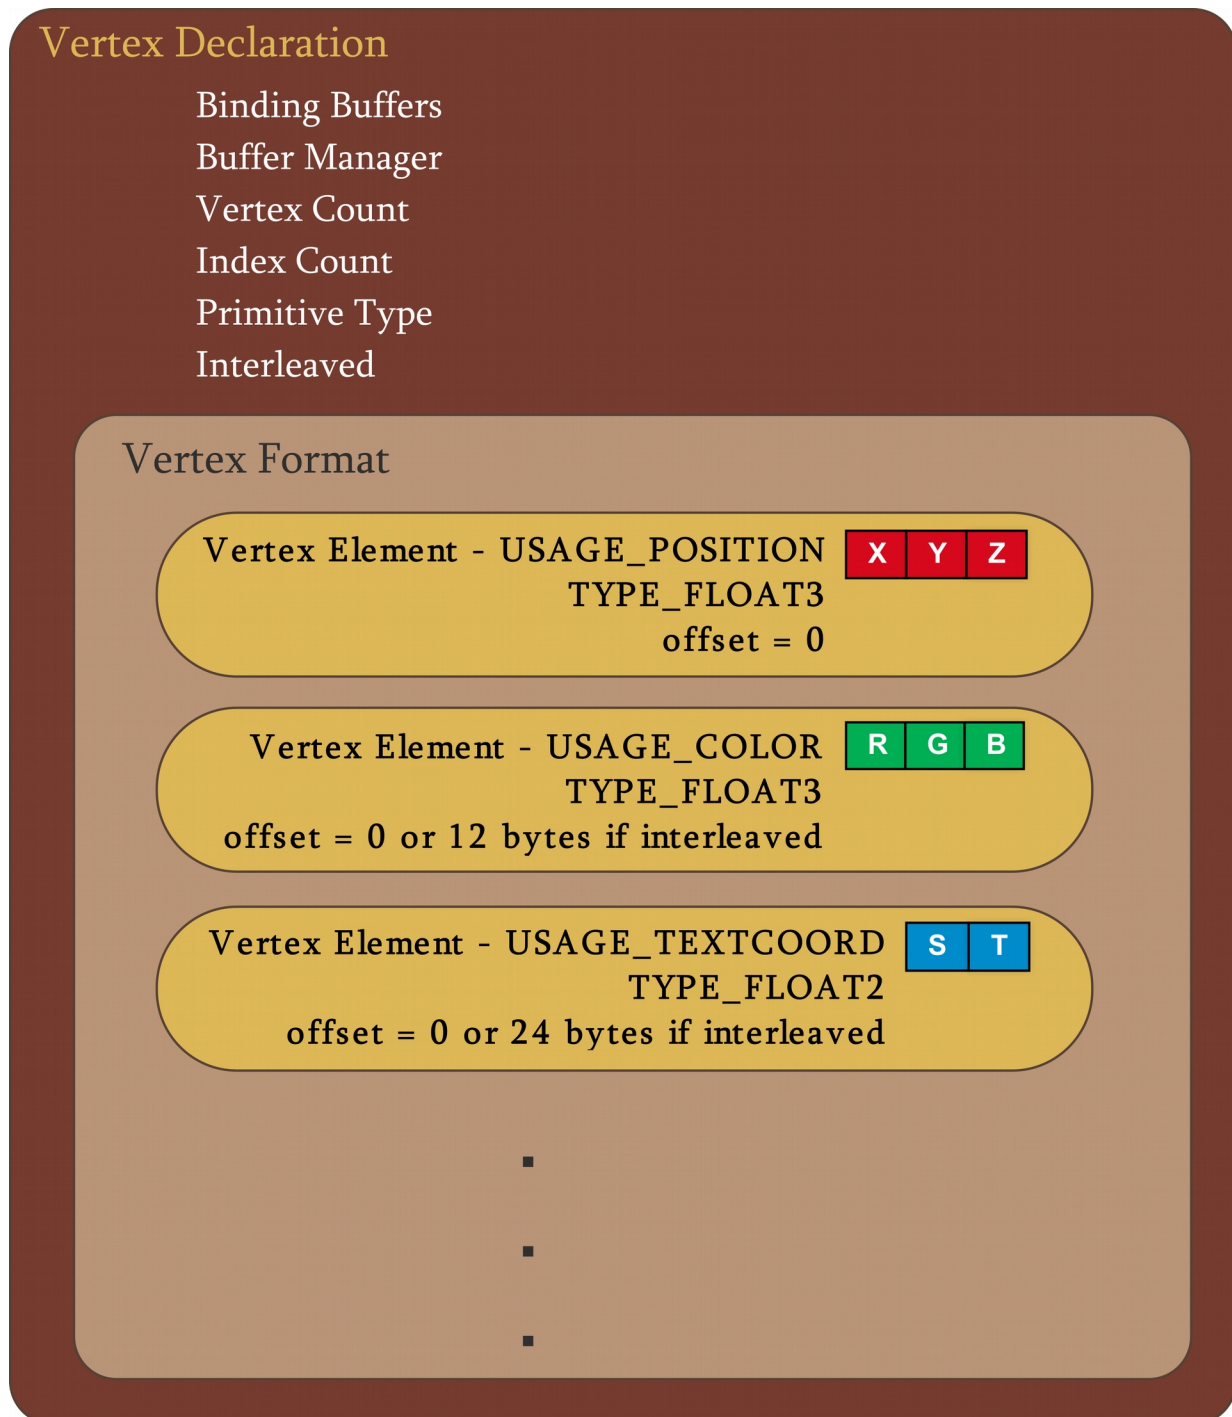 Vertex Declaration
Binding Buffers
Buffer Manager
Vertex Count
Index Count
Primitive Type
Interleaved
Vertex Format
Vertex Element - USAGE_POSITION X Y Z
TYPE_FLOAT3
offset = 0
Vertex Element - USAGE_COLOR R G B
TYPE_FLOAT3
offset = 0 or 12 bytes if interleaved
Vertex Element - USAGE_TEXTCOORD S T
TYPE_FLOAT2
offset = 0 or 24 bytes if interleaved